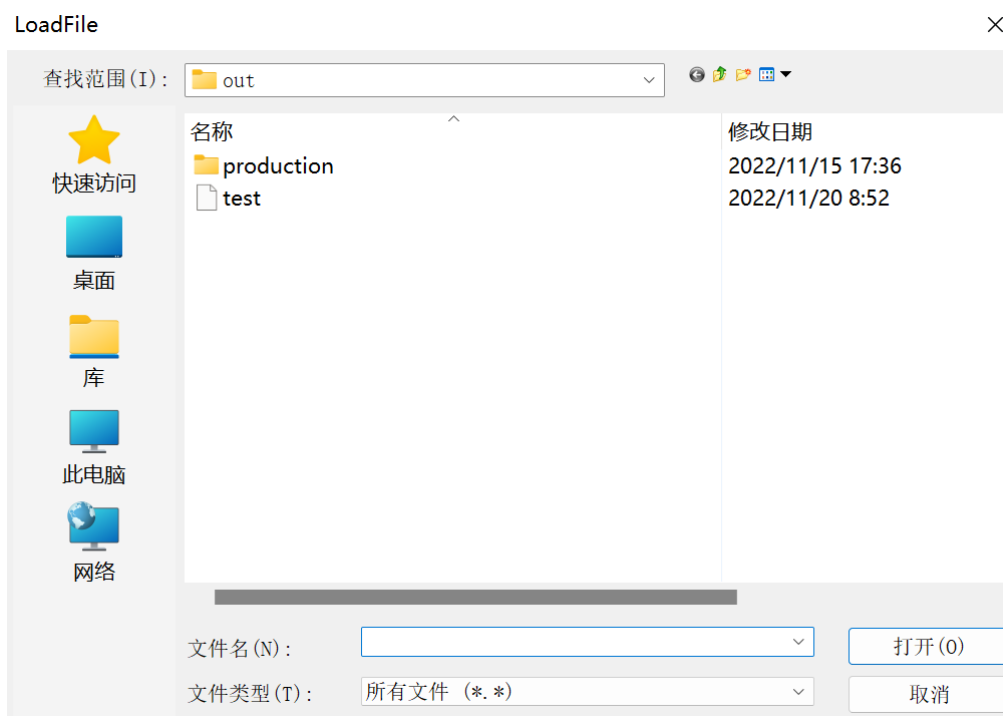 LoadFile
查找范围(I): out
名称 修改日期
production 2022/11/15 17:36
test 2022/11/20 8:52
快速访问
桌面
库
此电脑
网络
文件名(N): 打开(O)
文件类型(T): 所有文件 (*.*) 取消